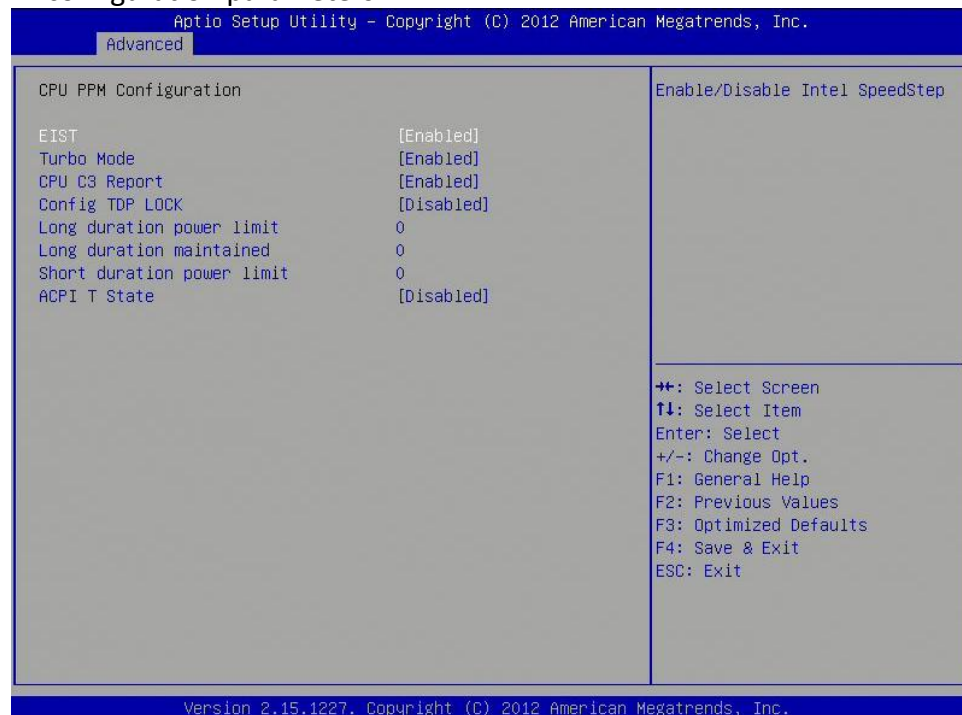 Aptio Setup Utility – Copyright (C) 2012 American Megatrends, Inc.
Advanced
CPU PPM Configuration
EIST [Enabled]
Turbo Mode [Enabled]
CPU C3 Report [Enabled]
Config TDP LOCK [Disabled]
Long duration power limit 0
Long duration maintained 0
Short duration power limit 0
ACPI T State [Disabled]
Enable/Disable Intel SpeedStep
→←: Select Screen
↑↓: Select Item
Enter: Select
+/-: Change Opt.
F1: General Help
F2: Previous Values
F3: Optimized Defaults
F4: Save & Exit
ESC: Exit
Version 2.15.1227. Copyright (C) 2012 American Megatrends, Inc.